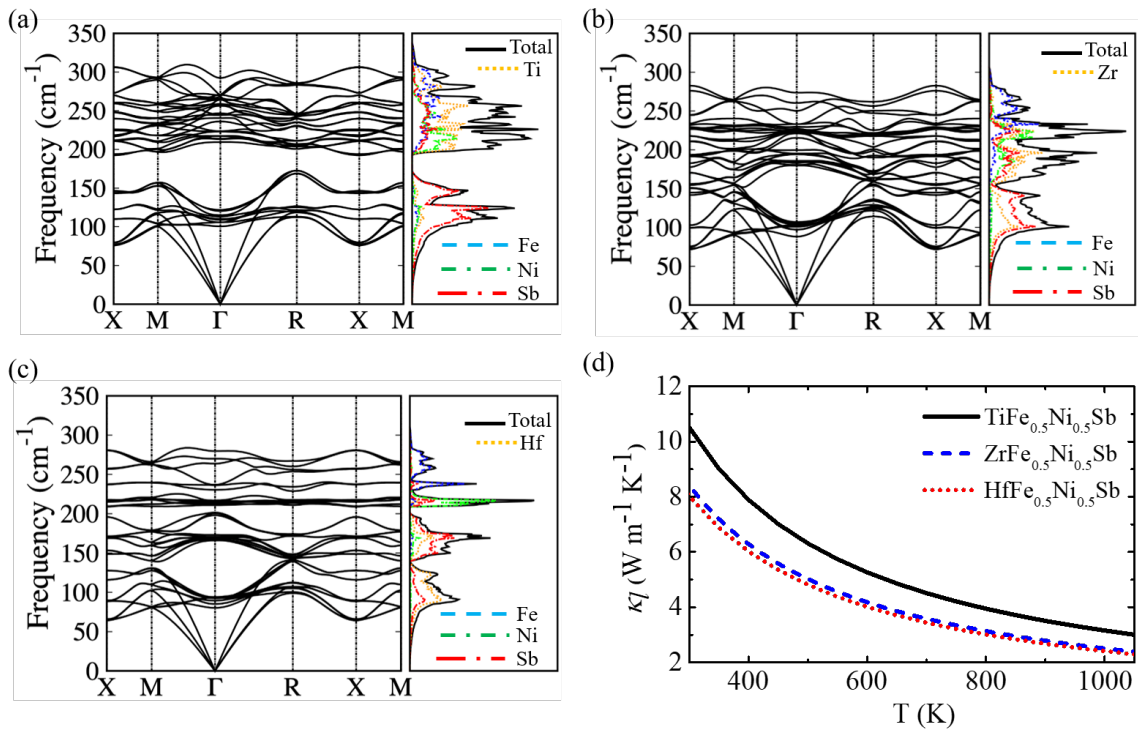 (a)
Frequency (cm⁻¹)
350
300
250
200
150
100
50
0
X M Γ R X M
Total
Ti
Fe
Ni
Sb
(b)
Frequency (cm⁻¹)
350
300
250
200
150
100
50
0
X M Γ R X M
Total
Zr
Fe
Ni
Sb
(c)
Frequency (cm⁻¹)
350
300
250
200
150
100
50
0
X M Γ R X M
Total
Hf
Fe
Ni
Sb
(d)
κl (W m⁻¹ K⁻¹)
12
10
8
6
4
2
400 600 800 1000
T (K)
TiFe0.5Ni0.5Sb
ZrFe0.5Ni0.5Sb
HfFe0.5Ni0.5Sb